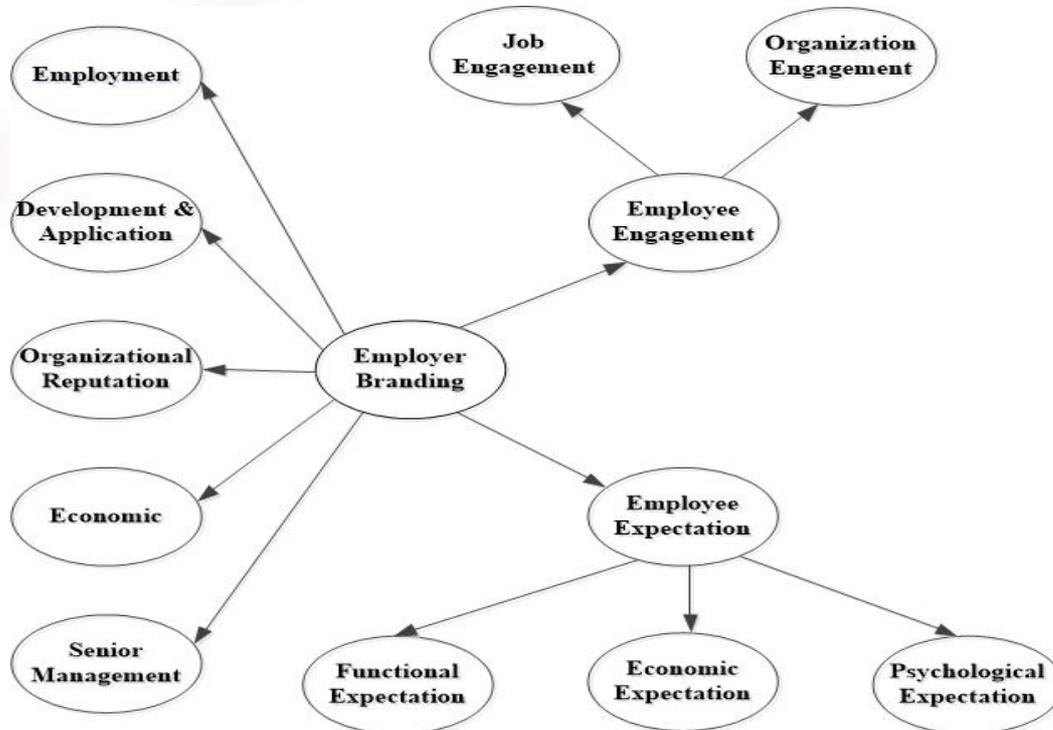 Employment
Job
Engagement
Organization
Engagement
Development &
Application
Employee
Engagement
Organizational
Reputation
Employer
Branding
Economic
Employee
Expectation
Senior
Management
Functional
Expectation
Economic
Expectation
Psychological
Expectation